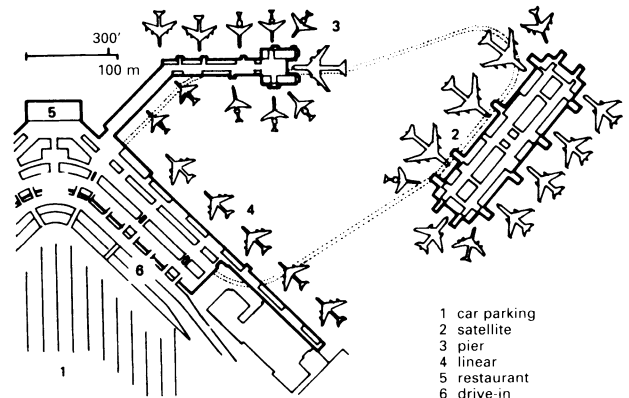 300'
100 m
3
5
2
4
6
1
1 car parking
2 satellite
3 pier
4 linear
5 restaurant
6 drive-in